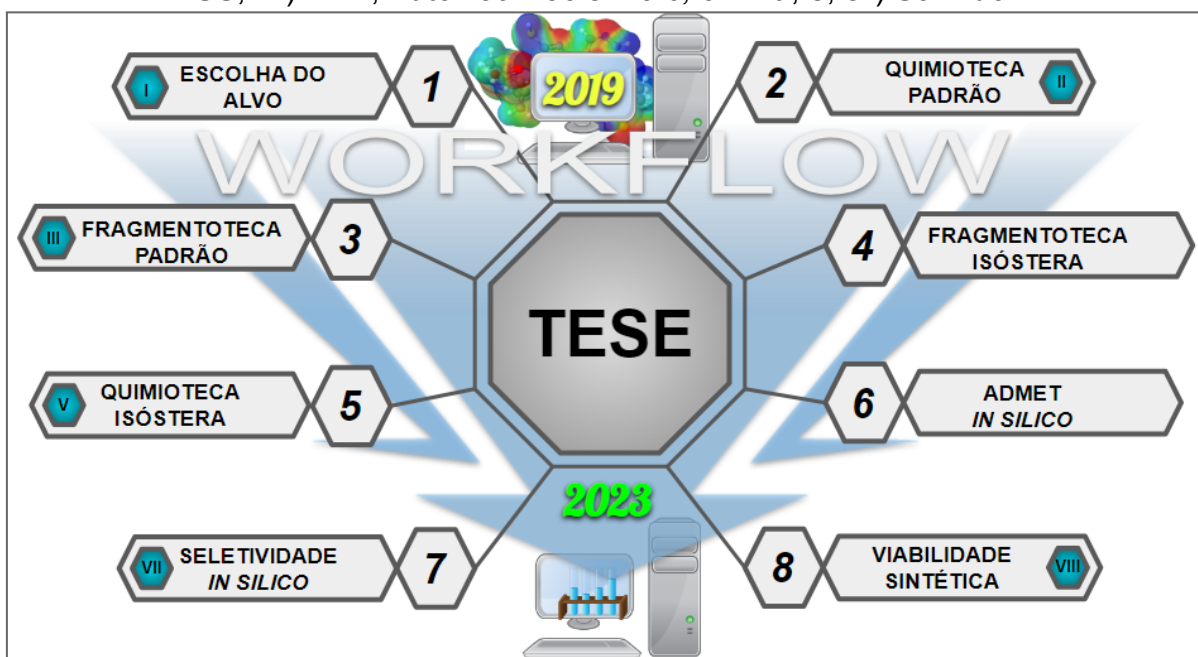 I
ESCOLHA DO
ALVO
1
2019
2
QUIMIOTECA
PADRÃO
II
WORKFLOW
III
FRAGMENTOTECA
PADRÃO
3
4
FRAGMENTOTECA
ISÓSTERA
TESE
V
QUIMIOTECA
ISÓSTERA
5
6
ADMET
IN SILICO
2023
VII
SELETIVIDADE
IN SILICO
7
8
VIABILIDADE
SINTÉTICA
VIII